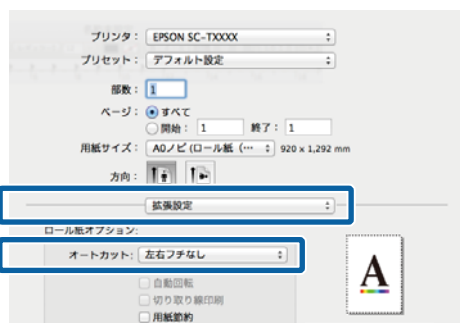 プリンタ： EPSON SC-TXXXX
プリセット： デフォルト設定
部数： 1
ページ： すべて
開始： 1 終了： 1
用紙サイズ： A0ノビ (ロール紙 (… 920 x 1,292 mm
方向：
拡張設定
ロール紙オプション：
オートカット： 左右フチなし
自動回転
切り取り線印刷
用紙節約
A